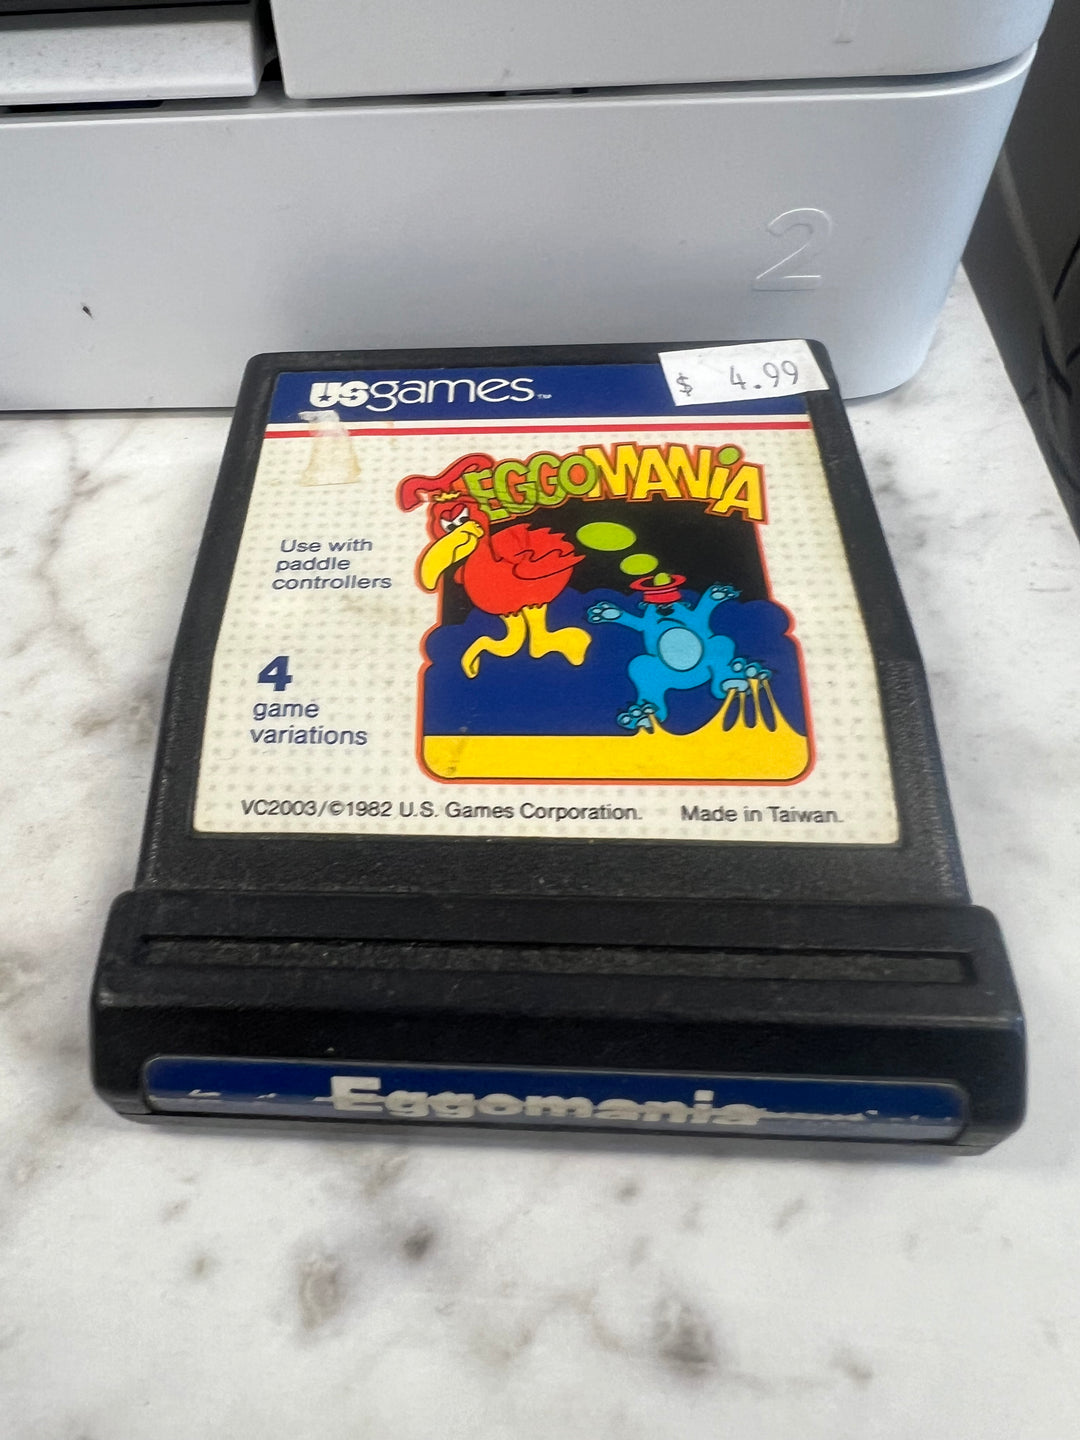 2
USgames™
$ 4.99
EGGOMANiA
Use with
paddle
controllers
4
game
variations
VC2003/©1982 U.S. Games Corporation. Made in Taiwan.
Eggomania